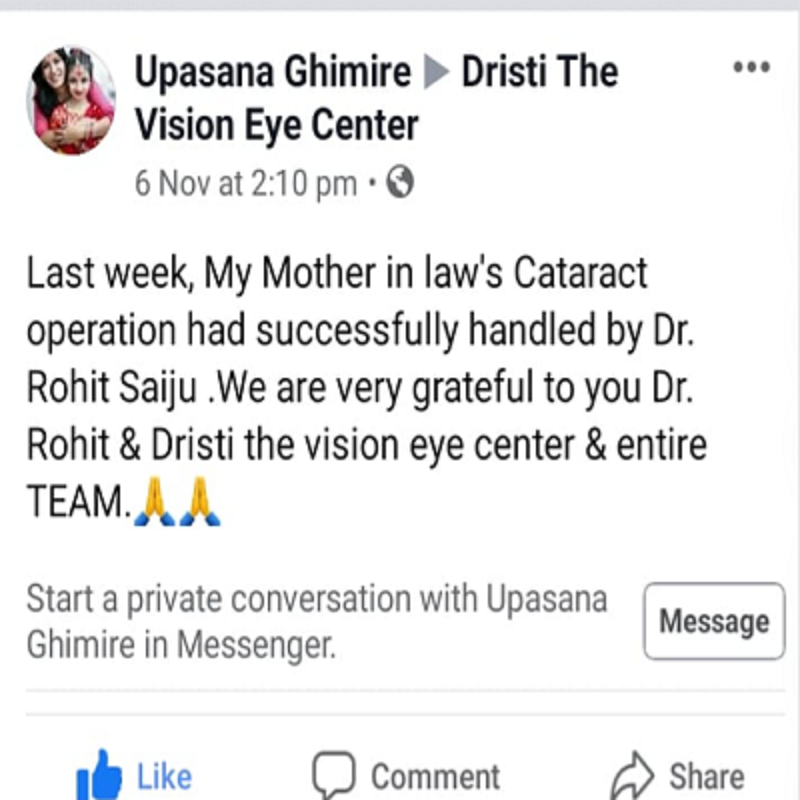 Upasana Ghimire ▶ Dristi The
Vision Eye Center
6 Nov at 2:10 pm •
Last week, My Mother in law's Cataract
operation had successfully handled by Dr.
Rohit Saiju .We are very grateful to you Dr.
Rohit & Dristi the vision eye center & entire
TEAM.🙏🙏
Start a private conversation with Upasana
Ghimire in Messenger.
Message
Like Comment Share